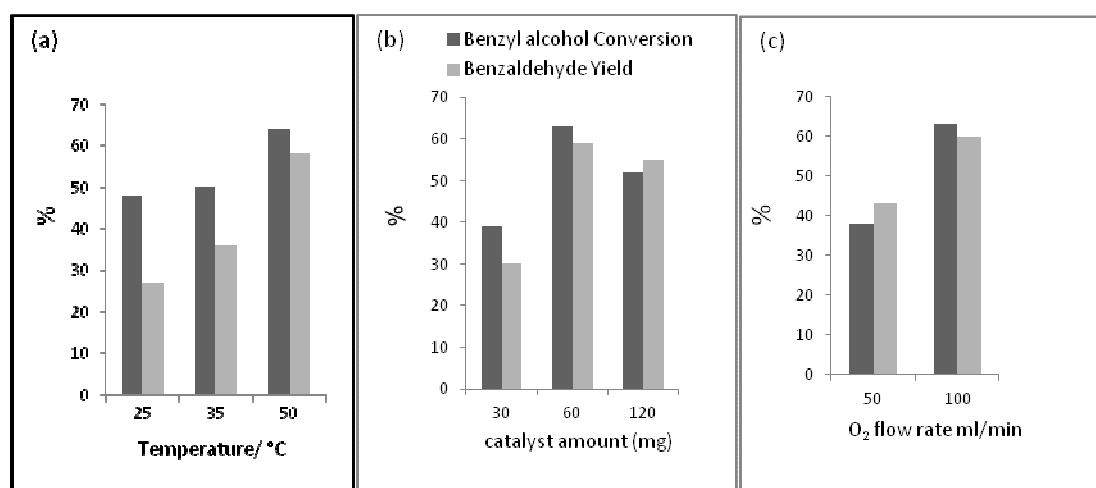 (a)
70
60
50
40
30
20
10
0
%
25 35 50
Temperature/ °C
(b)
Benzyl alcohol Conversion
Benzaldehyde Yield
70
60
50
40
30
20
10
0
%
30 60 120
catalyst amount (mg)
(c)
70
60
50
40
30
20
10
0
%
50 100
O₂ flow rate ml/min